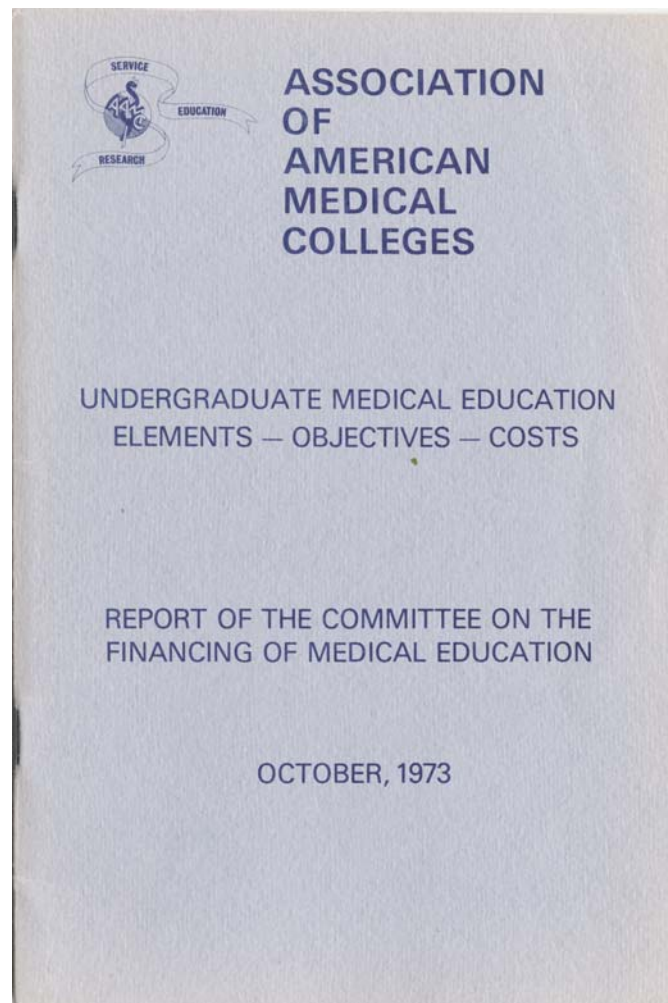 SERVICE
EDUCATION
RESEARCH
AAMC
ASSOCIATION
OF
AMERICAN
MEDICAL
COLLEGES
UNDERGRADUATE MEDICAL EDUCATION
ELEMENTS — OBJECTIVES — COSTS
REPORT OF THE COMMITTEE ON THE
FINANCING OF MEDICAL EDUCATION
OCTOBER, 1973